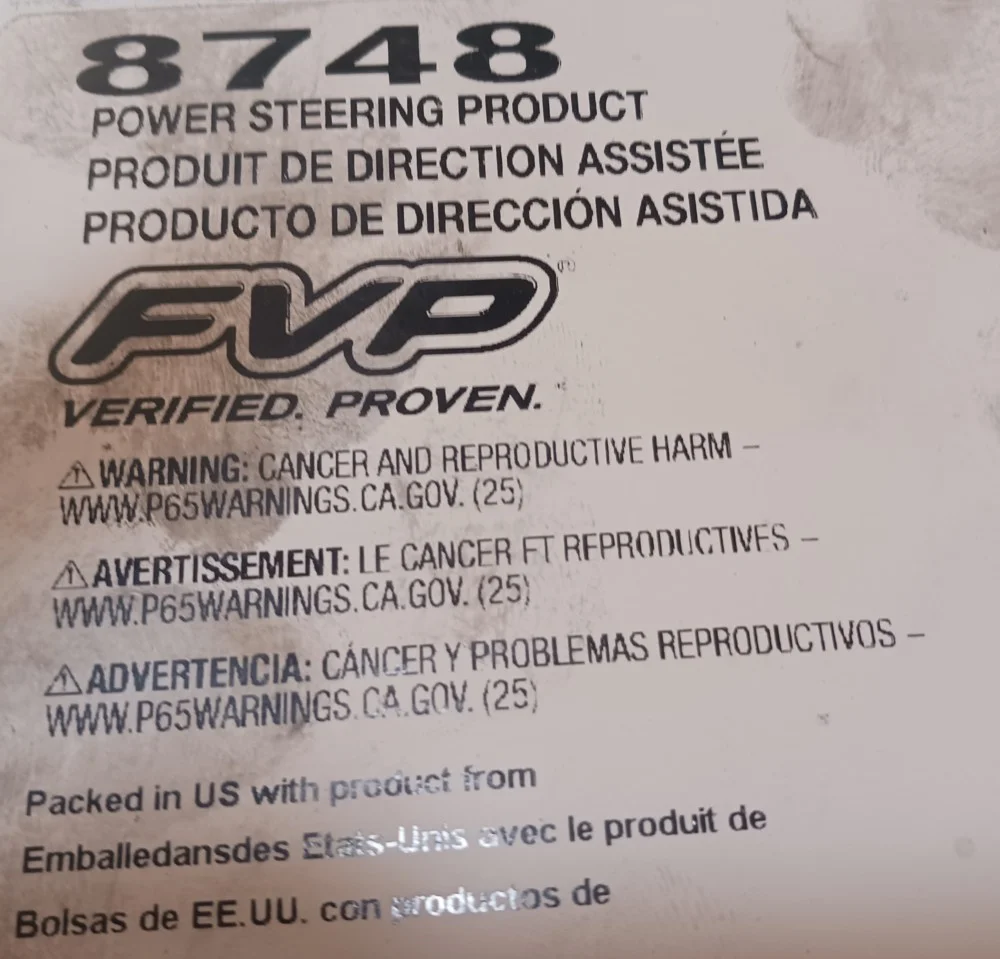 8748
POWER STEERING PRODUCT
PRODUIT DE DIRECTION ASSISTÉE
PRODUCTO DE DIRECCIÓN ASISTIDA
FVP®
VERIFIED. PROVEN.
⚠ WARNING: CANCER AND REPRODUCTIVE HARM –
WWW.P65WARNINGS.CA.GOV. (25)
⚠ AVERTISSEMENT: LE CANCER ET REPRODUCTIVES –
WWW.P65WARNINGS.CA.GOV. (25)
⚠ ADVERTENCIA: CÁNCER Y PROBLEMAS REPRODUCTIVOS –
WWW.P65WARNINGS.CA.GOV. (25)
Packed in US with product from
Emballedansdes Etats-Unis avec le produit de
Bolsas de EE.UU. con productos de